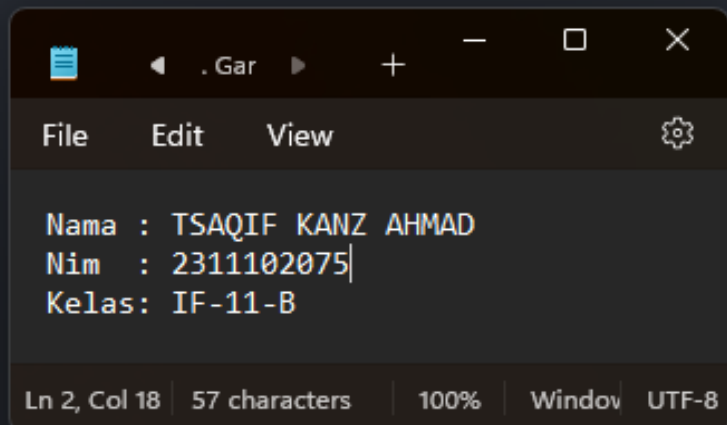 . Gar
File Edit View
Nama : TSAQIF KANZ AHMAD
Nim  : 2311102075
Kelas: IF-11-B
Ln 2, Col 18 57 characters 100% Window UTF-8